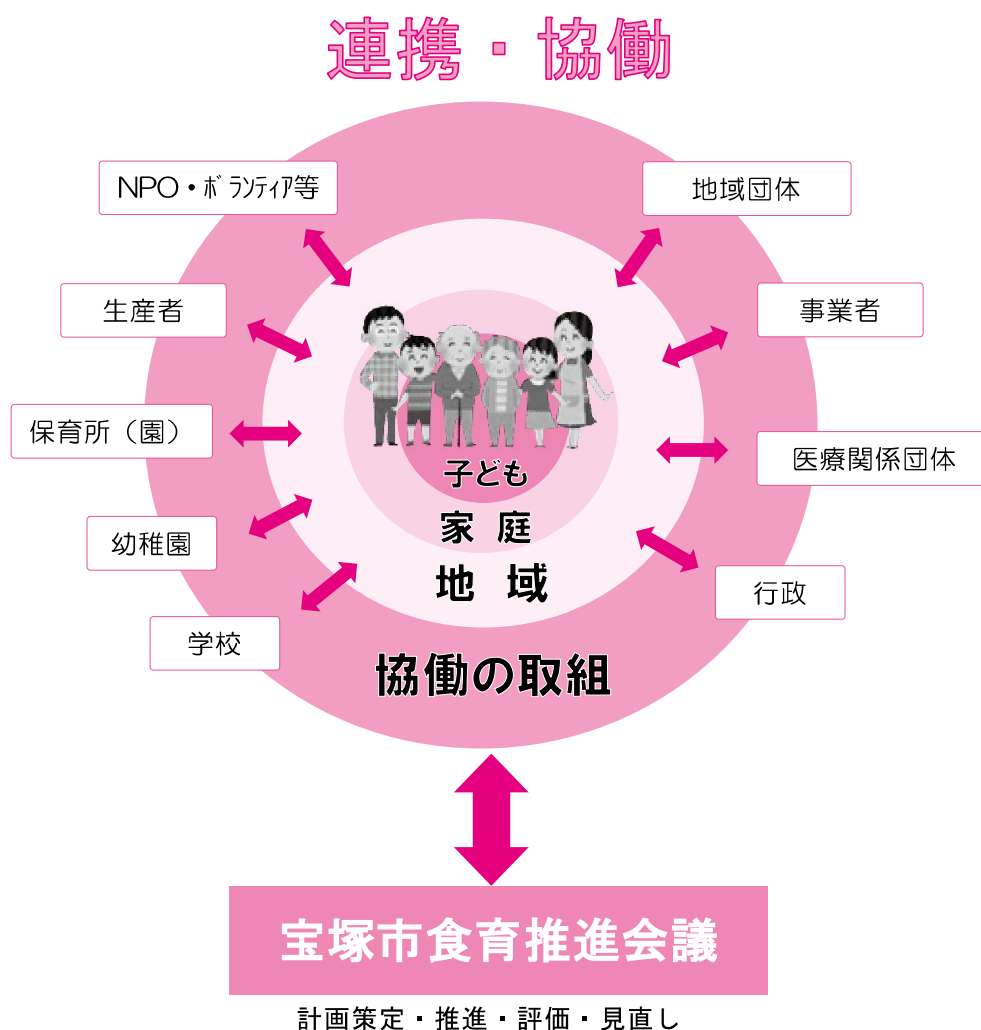 連携・協働
NPO・ボランティア等
地域団体
生産者
事業者
保育所（園）
医療関係団体
幼稚園
行政
学校
子ども
家庭
地域
協働の取組
宝塚市食育推進会議
計画策定・推進・評価・見直し